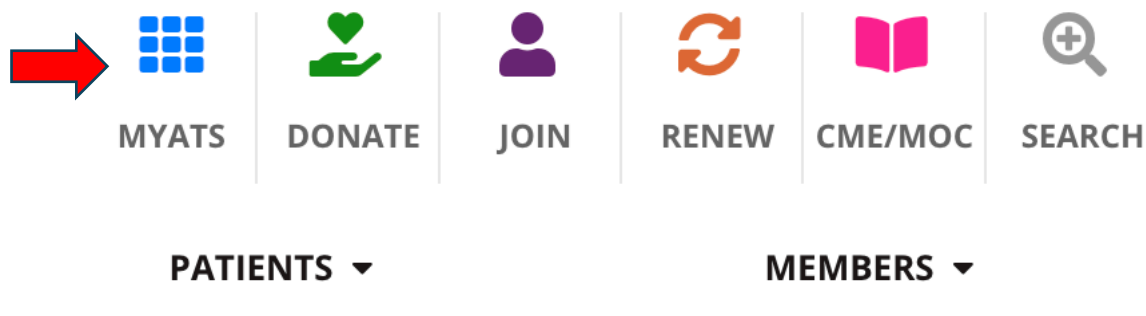 MYATS DONATE JOIN RENEW CME/MOC SEARCH
PATIENTS MEMBERS